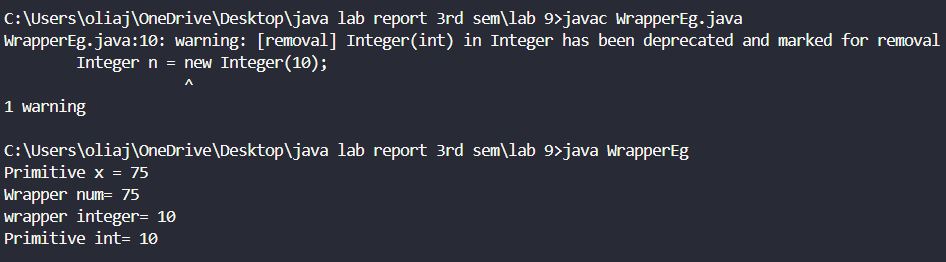 C:\Users\oliaj\OneDrive\Desktop\java lab report 3rd sem\lab 9>javac WrapperEg.java
WrapperEg.java:10: warning: [removal] Integer(int) in Integer has been deprecated and marked for removal
        Integer n = new Integer(10);
                    ^
1 warning
C:\Users\oliaj\OneDrive\Desktop\java lab report 3rd sem\lab 9>java WrapperEg
Primitive x = 75
Wrapper num= 75
wrapper integer= 10
Primitive int= 10